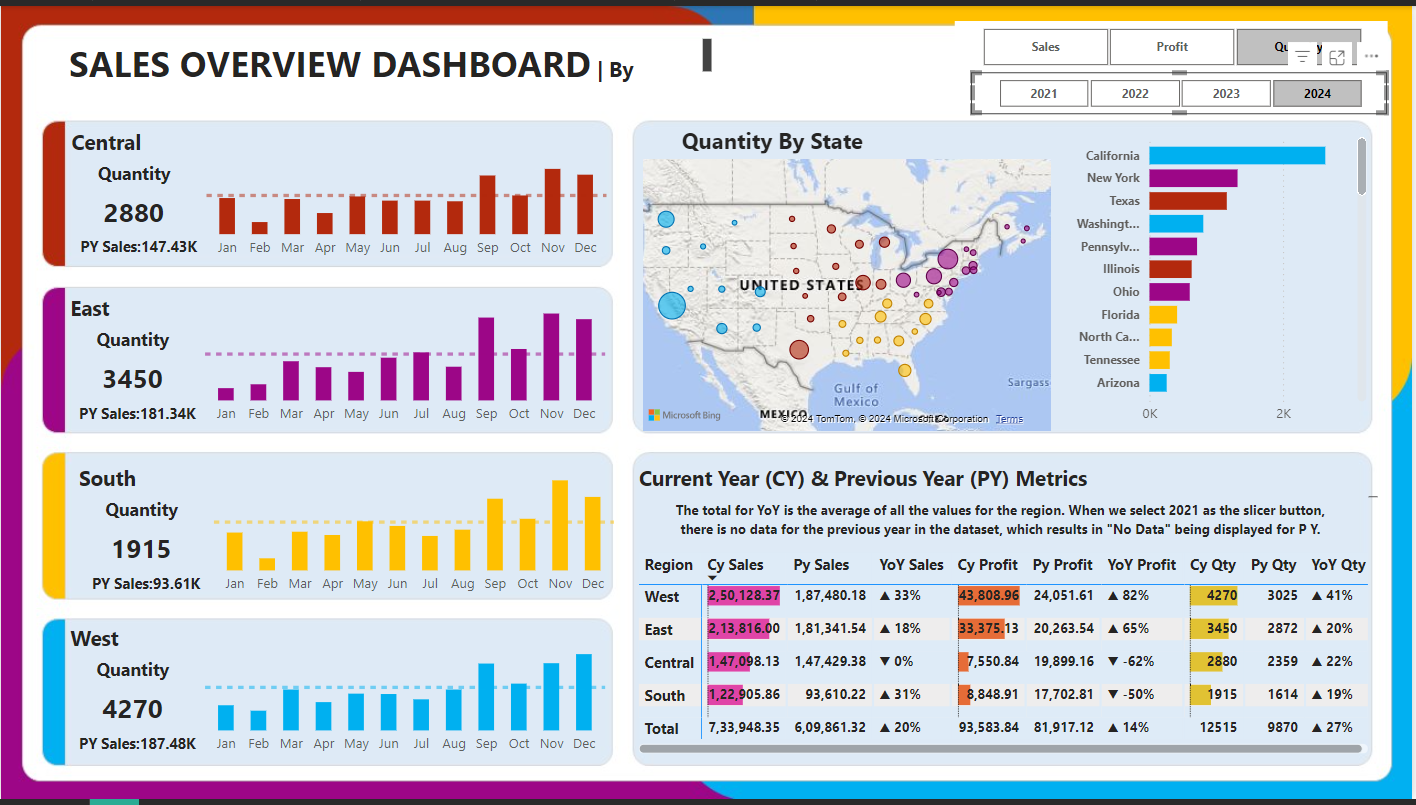 SALES OVERVIEW DASHBOARD | By
Sales Profit
2021 2022 2023 2024
Central
Quantity
2880
PY Sales:147.43K
Jan Feb Mar Apr May Jun Jul Aug Sep Oct Nov Dec
East
Quantity
3450
PY Sales:181.34K
Jan Feb Mar Apr May Jun Jul Aug Sep Oct Nov Dec
South
Quantity
1915
PY Sales:93.61K
Jan Feb Mar Apr May Jun Jul Aug Sep Oct Nov Dec
West
Quantity
4270
PY Sales:187.48K
Jan Feb Mar Apr May Jun Jul Aug Sep Oct Nov Dec
Quantity By State
UNITED STATES
Gulf of
Mexico
Sargass
MEXICO
Microsoft Bing
© 2024 TomTom, © 2024 Microsoft Corporation Terms
California
New York
Texas
Washingt...
Pennsylv...
Illinois
Ohio
Florida
North Ca...
Tennessee
Arizona
0K 2K
Current Year (CY) & Previous Year (PY) Metrics
The total for YoY is the average of all the values for the region. When we select 2021 as the slicer button,
there is no data for the previous year in the dataset, which results in "No Data" being displayed for P Y.
Region Cy Sales Py Sales YoY Sales Cy Profit Py Profit YoY Profit Cy Qty Py Qty YoY Qty
West 2,50,128.37 1,87,480.18 ▲ 33% 43,808.96 24,051.61 ▲ 82% 4270 3025 ▲ 41%
East 2,13,816.00 1,81,341.54 ▲ 18% 33,375.13 20,263.54 ▲ 65% 3450 2872 ▲ 20%
Central 1,47,098.13 1,47,429.38 ▼ 0% 7,550.84 19,899.16 ▼ -62% 2880 2359 ▲ 22%
South 1,22,905.86 93,610.22 ▲ 31% 8,848.91 17,702.81 ▼ -50% 1915 1614 ▲ 19%
Total 7,33,948.35 6,09,861.32 ▲ 20% 93,583.84 81,917.12 ▲ 14% 12515 9870 ▲ 27%